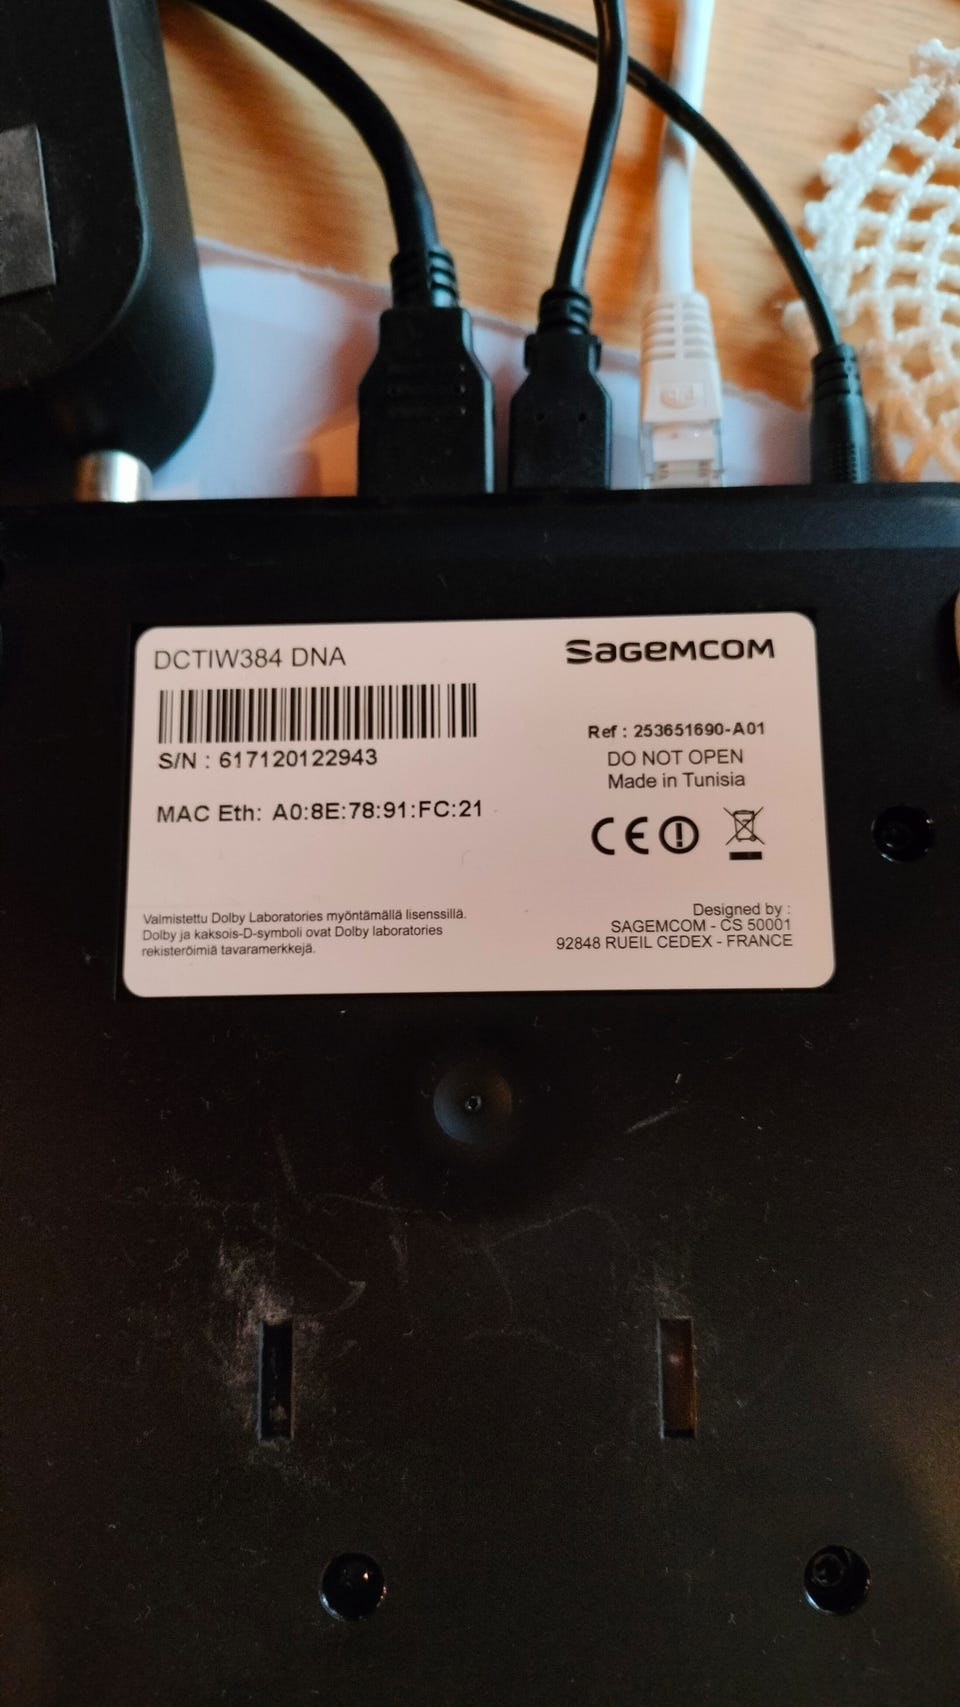 DCTIW384 DNA
SAGEMCOM
S/N : 617120122943
MAC Eth: A0:8E:78:91:FC:21
Ref : 253651690-A01
DO NOT OPEN
Made in Tunisia
CE
Valmistettu Dolby Laboratories myöntämällä lisenssillä.
Dolby ja kaksois-D-symboli ovat Dolby laboratories
rekisteröimiä tavaramerkkejä.
Designed by :
SAGEMCOM - CS 50001
92848 RUEIL CEDEX - FRANCE